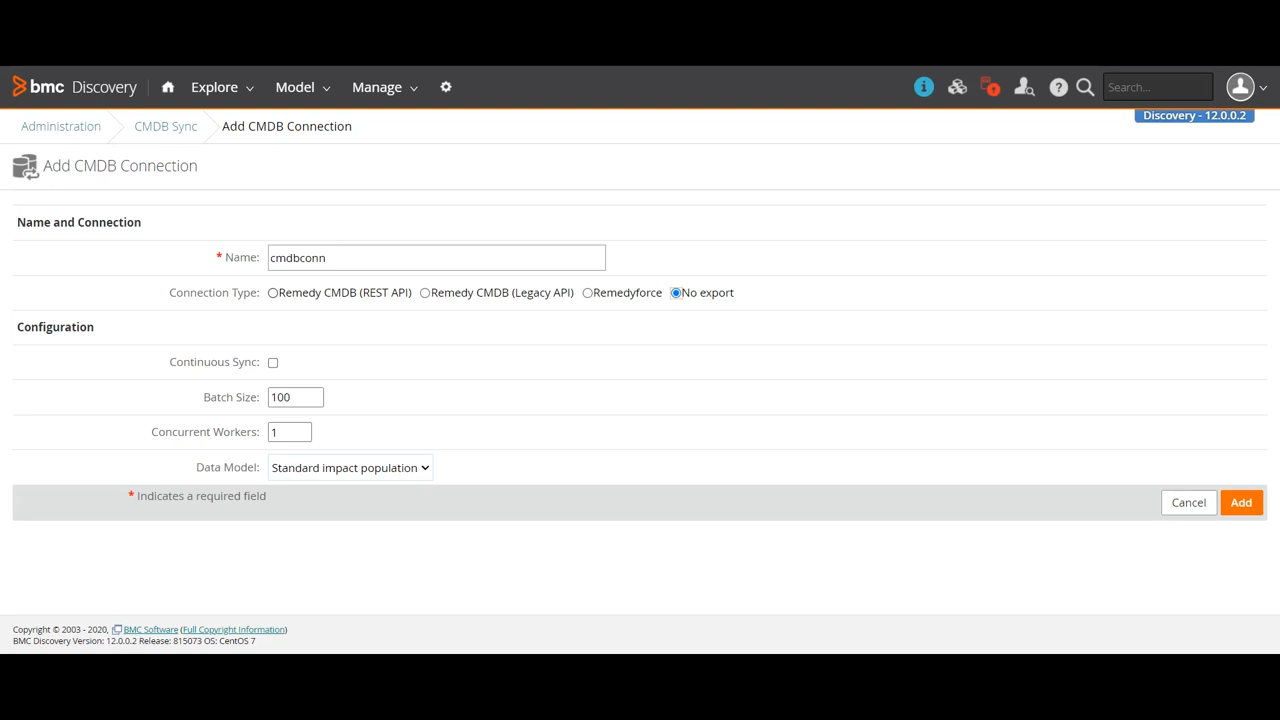 bmc Discovery Explore Model Manage Search...
Discovery - 12.0.0.2
Administration CMDB Sync Add CMDB Connection
Add CMDB Connection
Name and Connection
* Name: cmdbconn
Connection Type: Remedy CMDB (REST API) Remedy CMDB (Legacy API) Remedyforce No export
Configuration
Continuous Sync:
Batch Size: 100
Concurrent Workers: 1
Data Model: Standard impact population
* Indicates a required field
Cancel Add
Copyright © 2003 - 2020, BMC Software (Full Copyright Information)
BMC Discovery Version: 12.0.0.2 Release: 815073 OS: CentOS 7